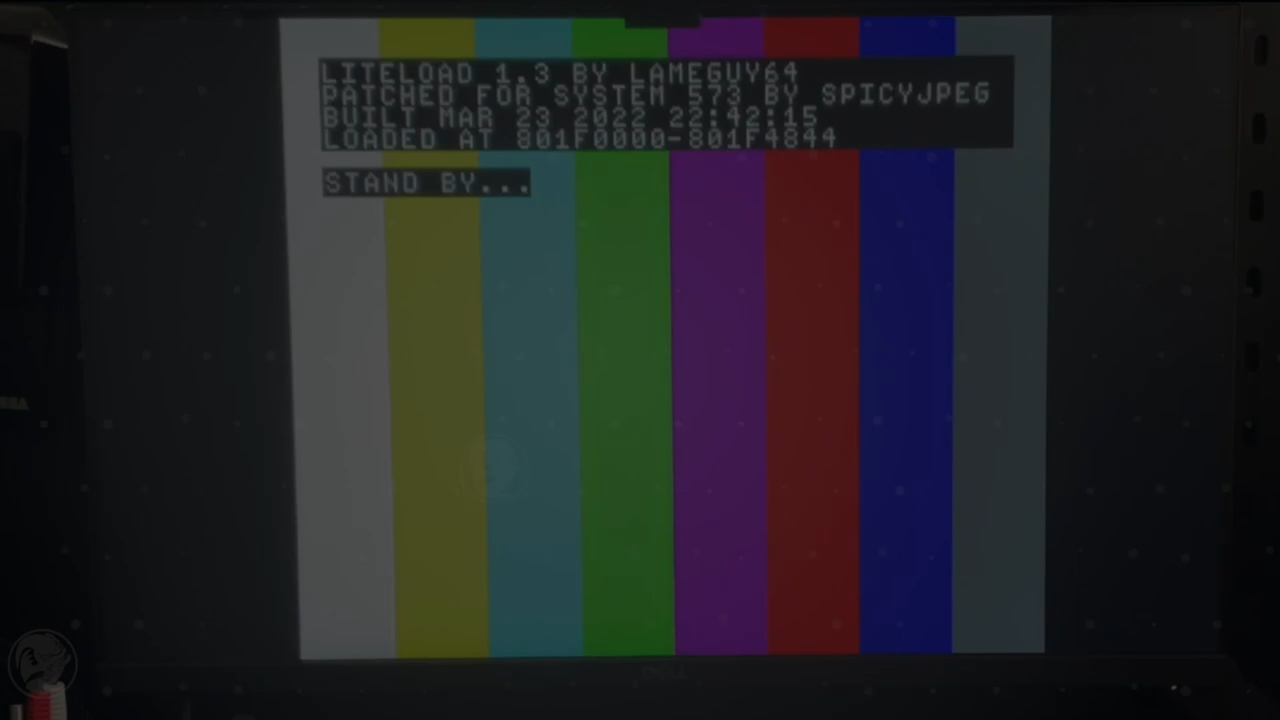 LITELOAD 1.3 BY LAMEGUY64
PATCHED FOR SYSTEM 573 BY SPICYJPEG
BUILT MAR 23 2022 22:42:15
LOADED AT 801F0000-801F4844
STAND BY...
DELL